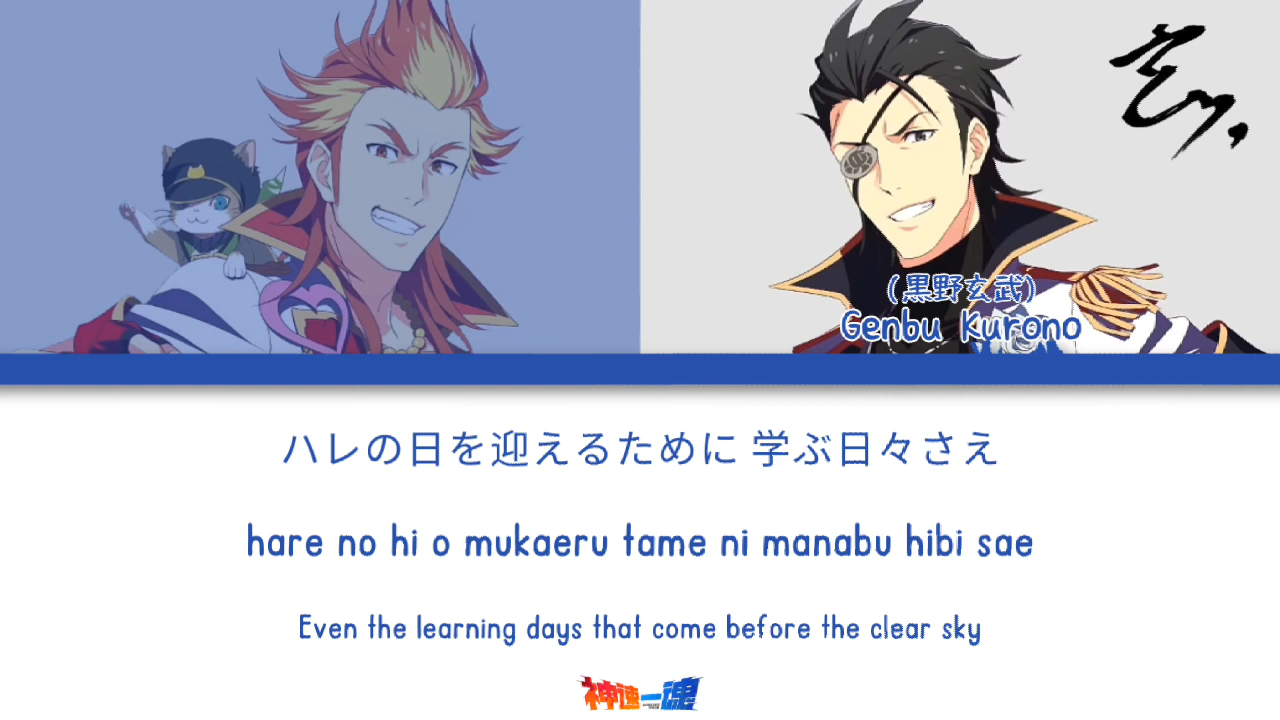 (黒野玄武)
Genbu Kurono
ハレの日を迎えるために 学ぶ日々さえ
hare no hi o mukaeru tame ni manabu hibi sae
Even the learning days that come before the clear sky
神速一魂